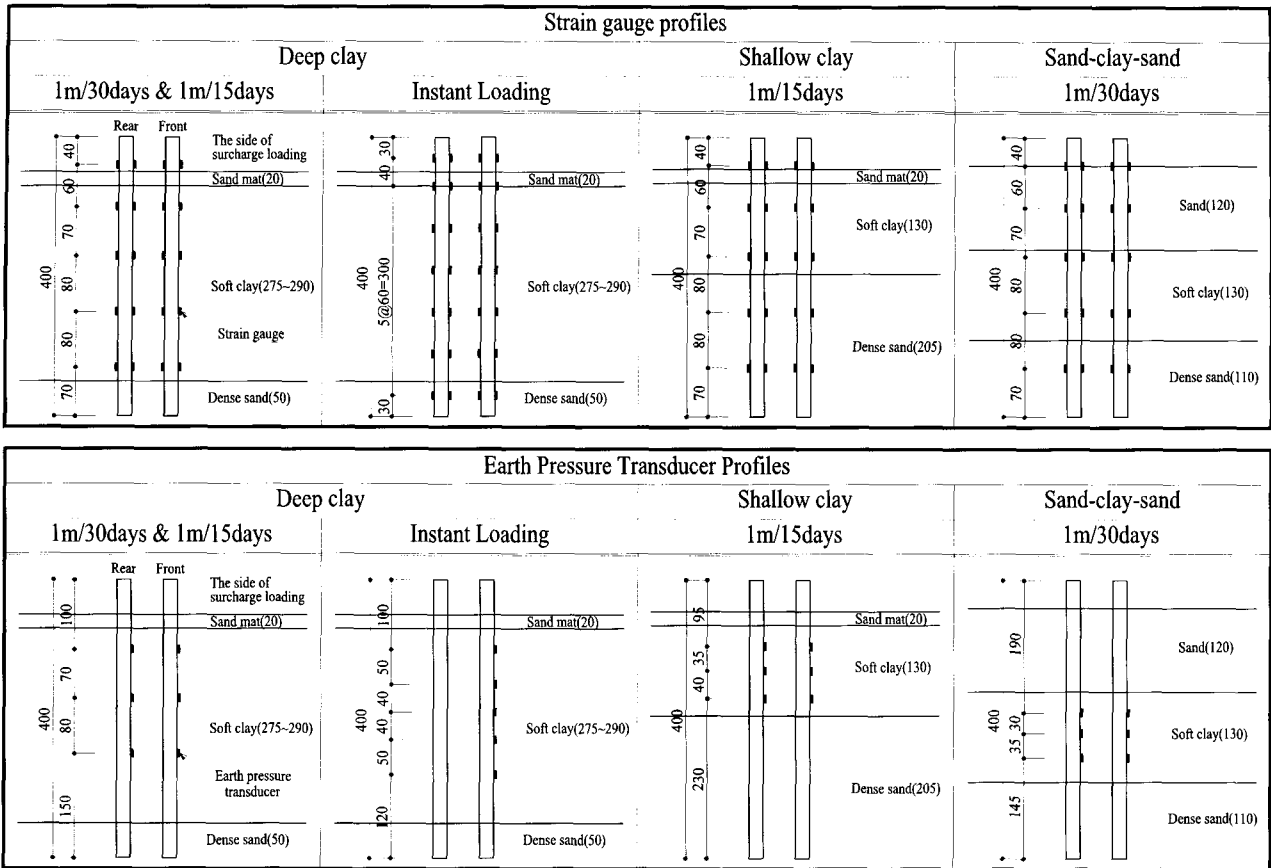 Strain gauge profiles
Deep clay
Shallow clay
Sand-clay-sand
1m/30days & 1m/15days
Instant Loading
1m/15days
1m/30days
Rear Front
The side of
surcharge loading
Sand mat(20)
Soft clay(275~290)
Strain gauge
Dense sand(50)
40
60
70
80
80
70
400
Sand mat(20)
Soft clay(275~290)
Dense sand(50)
30
40
5@60=300
30
400
Sand mat(20)
Soft clay(130)
Dense sand(205)
40
60
70
80
80
70
400
Sand(120)
Soft clay(130)
Dense sand(110)
40
60
70
80
80
70
400
Earth Pressure Transducer Profiles
Deep clay
Shallow clay
Sand-clay-sand
1m/30days & 1m/15days
Instant Loading
1m/15days
1m/30days
Rear Front
The side of
surcharge loading
Sand mat(20)
Soft clay(275~290)
Earth pressure
transducer
Dense sand(50)
100
70
80
150
400
Sand mat(20)
Soft clay(275~290)
Dense sand(50)
100
50
40
40
50
120
400
Sand mat(20)
Soft clay(130)
Dense sand(205)
95
35
40
230
400
Sand(120)
Soft clay(130)
Dense sand(110)
190
30
35
145
400